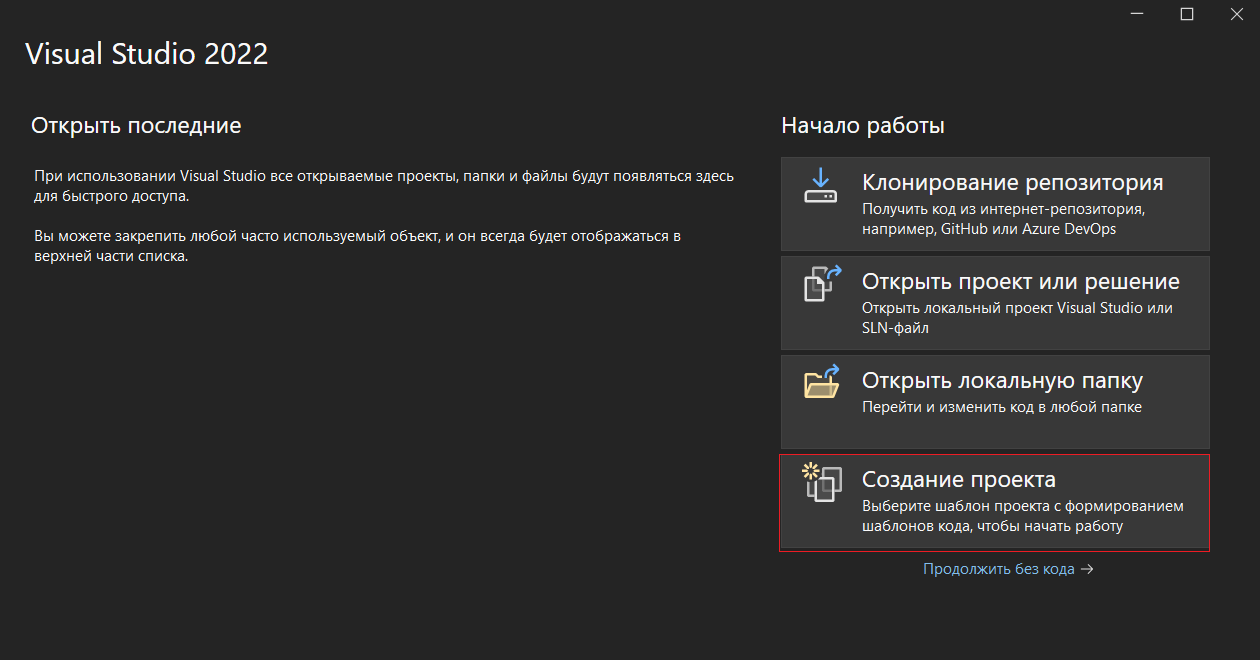 Visual Studio 2022
Открыть последние
При использовании Visual Studio все открываемые проекты, папки и файлы будут появляться здесь
для быстрого доступа.
Вы можете закрепить любой часто используемый объект, и он всегда будет отображаться в
верхней части списка.
Начало работы
Клонирование репозитория
Получить код из интернет-репозитория,
например, GitHub или Azure DevOps
Открыть проект или решение
Открыть локальный проект Visual Studio или
SLN-файл
Открыть локальную папку
Перейти и изменить код в любой папке
Создание проекта
Выберите шаблон проекта с формированием
шаблонов кода, чтобы начать работу
Продолжить без кода →